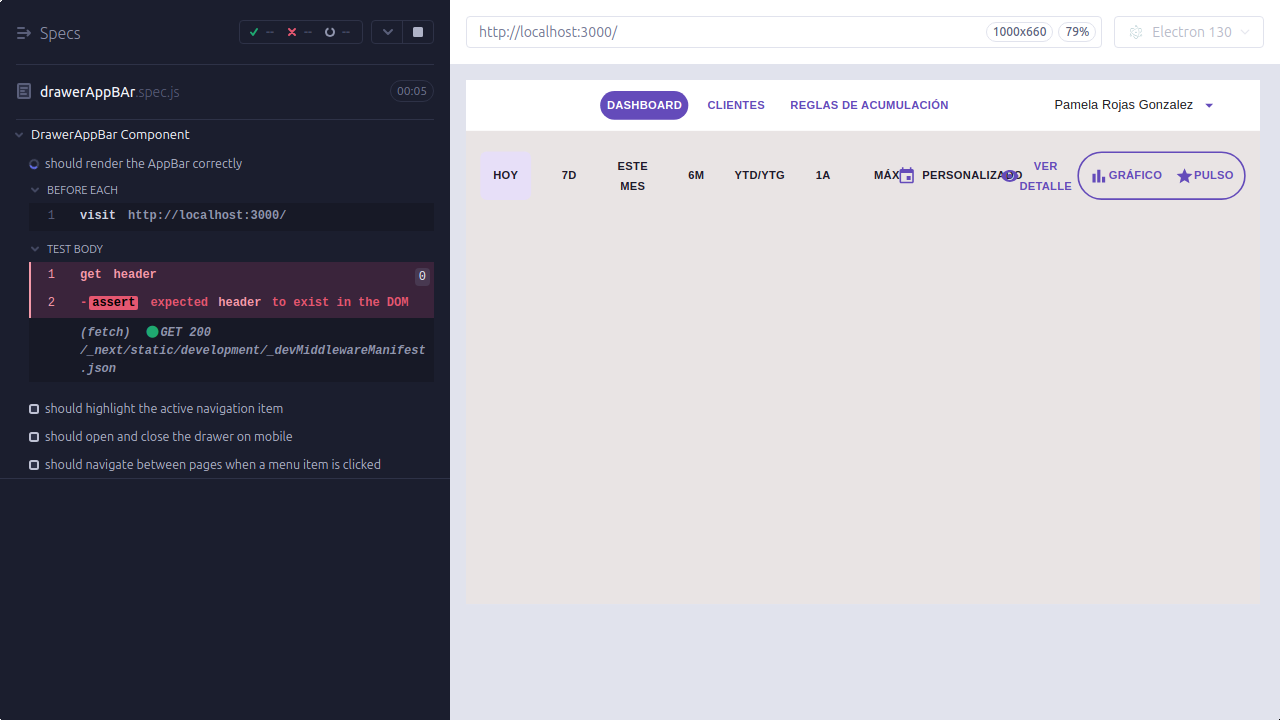 Specs
--
--
--
drawerAppBAr.spec.js
00:05
DrawerAppBar Component
should render the AppBar correctly
BEFORE EACH
1 visit http://localhost:3000/
TEST BODY
1 get header
0
2 -assert expected header to exist in the DOM
(fetch) GET 200
/_next/static/development/_devMiddlewareManifest
.json
should highlight the active navigation item
should open and close the drawer on mobile
should navigate between pages when a menu item is clicked
http://localhost:3000/
1000x660
79%
Electron 130
DASHBOARD
CLIENTES
REGLAS DE ACUMULACIÓN
Pamela Rojas Gonzalez
HOY
7D
ESTE
MES
6M
YTD/YTG
1A
MÁX
PERSONALIZADO
VER
DETALLE
GRÁFICO
PULSO